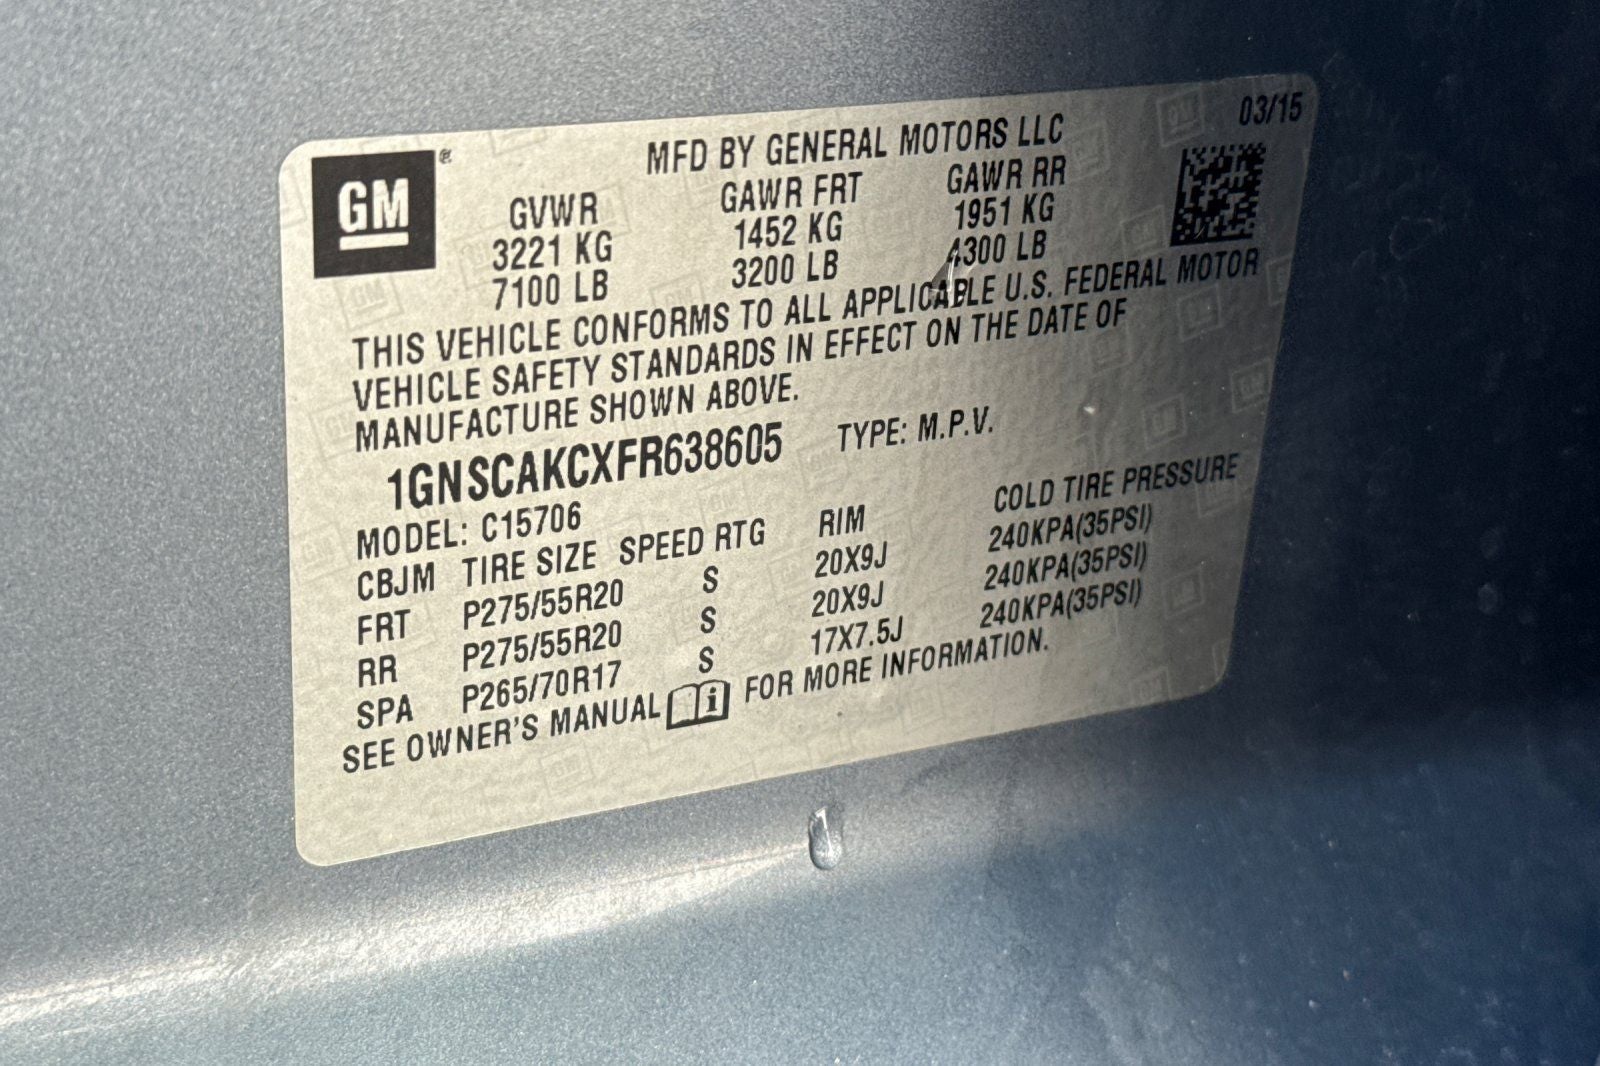 GM
MFD BY GENERAL MOTORS LLC 03/15
GVWR GAWR FRT GAWR RR
3221 KG 1452 KG 1951 KG
7100 LB 3200 LB 4300 LB
THIS VEHICLE CONFORMS TO ALL APPLICABLE U.S. FEDERAL MOTOR
VEHICLE SAFETY STANDARDS IN EFFECT ON THE DATE OF
MANUFACTURE SHOWN ABOVE.
1GNSCAKCXFR638605 TYPE: M.P.V.
MODEL: C15706
CBJM TIRE SIZE SPEED RTG RIM COLD TIRE PRESSURE
FRT P275/55R20 S 20X9J 240KPA(35PSI)
RR P275/55R20 S 20X9J 240KPA(35PSI)
SPA P265/70R17 S 17X7.5J 240KPA(35PSI)
SEE OWNER'S MANUAL i FOR MORE INFORMATION.